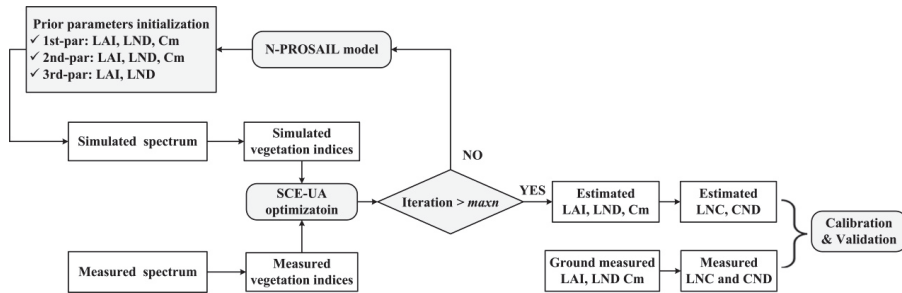 Prior parameters initialization
✓ 1st-par: LAI, LND, Cm
✓ 2nd-par: LAI, LND, Cm
✓ 3rd-par: LAI, LND
N-PROSAIL model
Simulated spectrum
Simulated
vegetation indices
NO
SCE-UA
optimizatoin
Iteration > maxn
YES
Estimated
LAI, LND, Cm
Estimated
LNC, CND
Calibration
& Validation
Measured spectrum
Measured
vegetation indices
Ground measured
LAI, LND Cm
Measured
LNC and CND